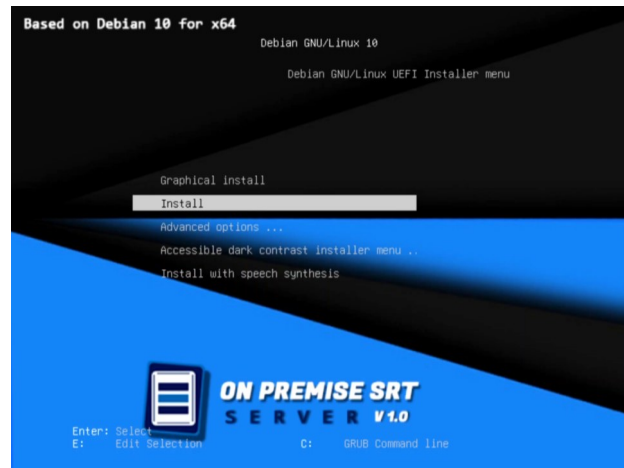 Based on Debian 10 for x64
Debian GNU/Linux 10
Debian GNU/Linux UEFI Installer menu
Graphical install
Install
Advanced options ...
Accessible dark contrast installer menu ..
Install with speech synthesis
ON PREMISE SRT
SERVER V 1.0
Enter: Select
E: Edit Selection C: GRUB Command line